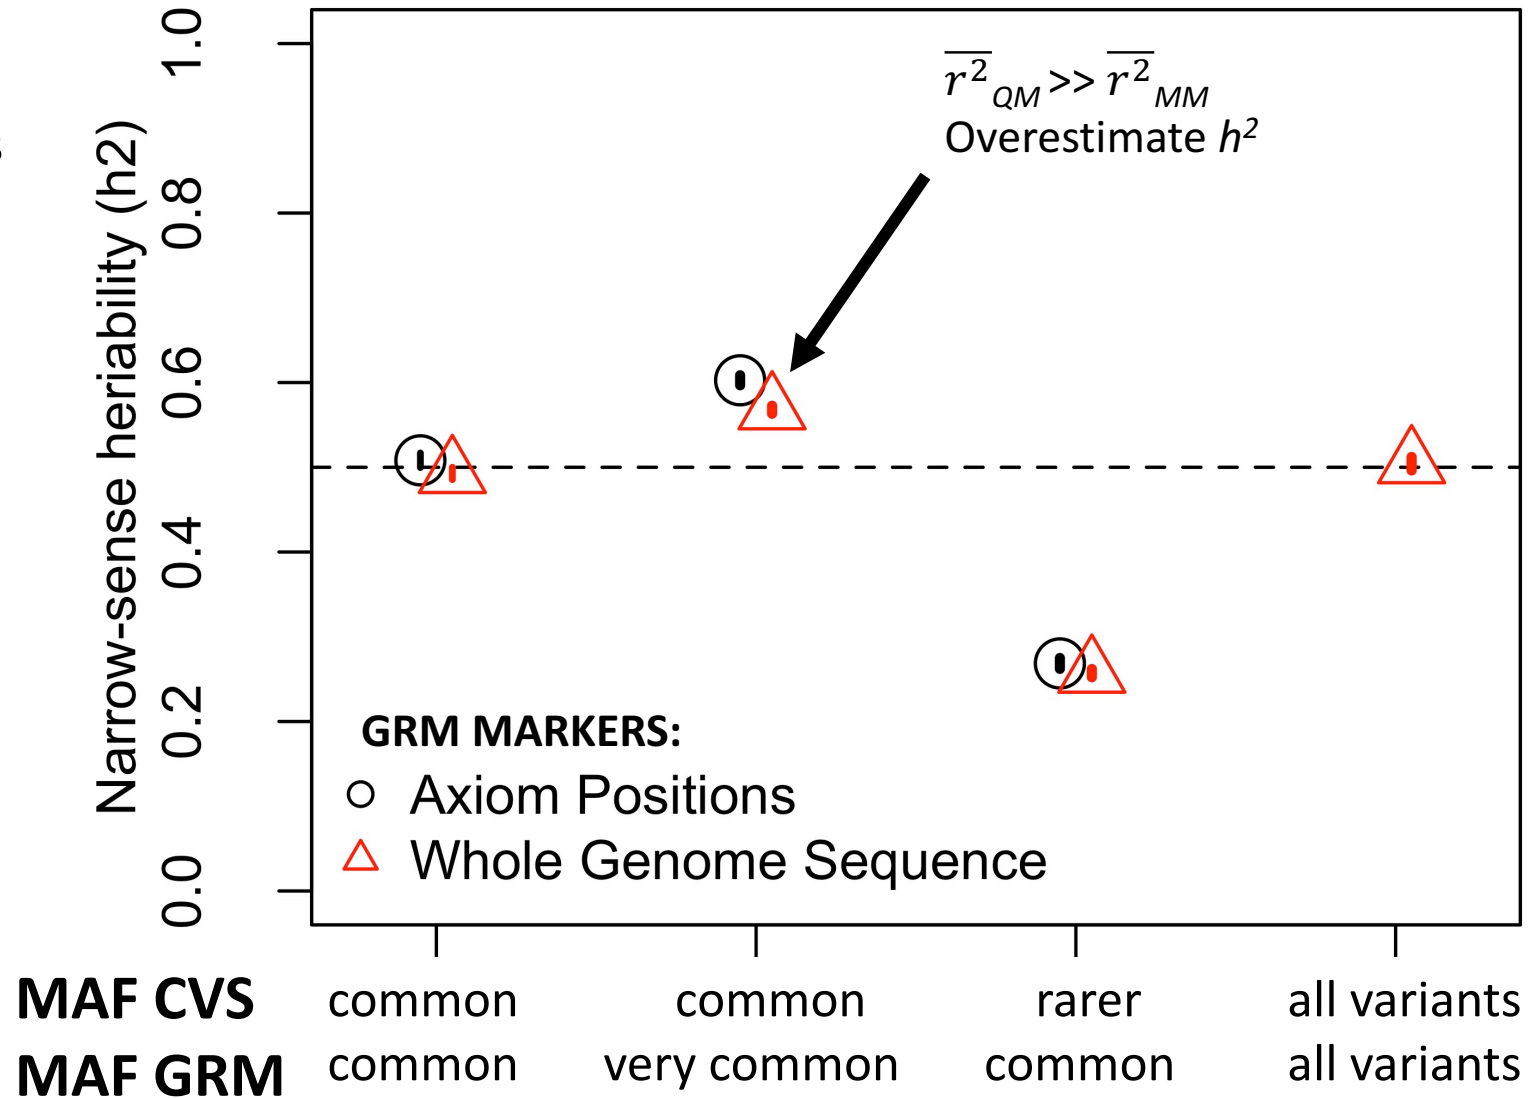 r²QM >> r²MM
Overestimate h²
Narrow-sense heriability (h2)
1.0
0.8
0.6
0.4
0.2
0.0
GRM MARKERS:
Axiom Positions
Whole Genome Sequence
MAF CVS common common rarer all variants
MAF GRM common very common common all variants